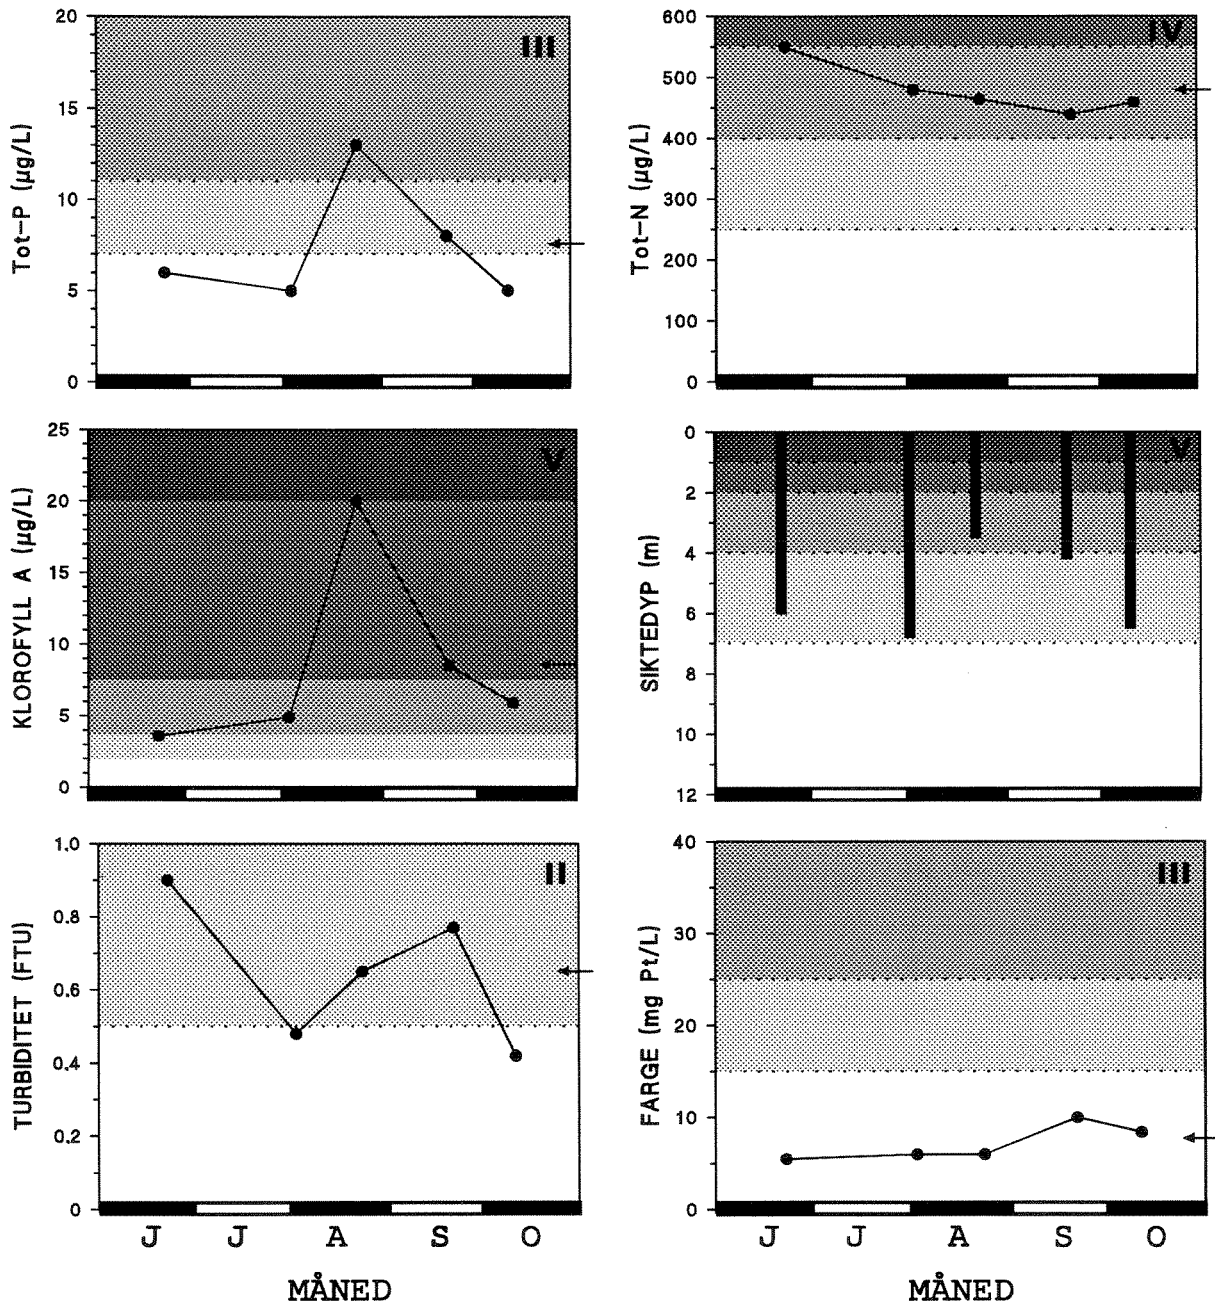 Tot-P (µg/L)
20
15
10
5
0
III
Tot-N (µg/L)
600
500
400
300
200
100
0
IV
KLOROFYLL A (µg/L)
25
20
15
10
5
0
V
SIKTEDYP (m)
0
2
4
6
8
10
12
V
TURBIDITET (FTU)
1.0
0.8
0.6
0.4
0.2
0
II
J J A S O
MÅNED
FARGE (mg Pt/L)
40
30
20
10
0
III
J J A S O
MÅNED